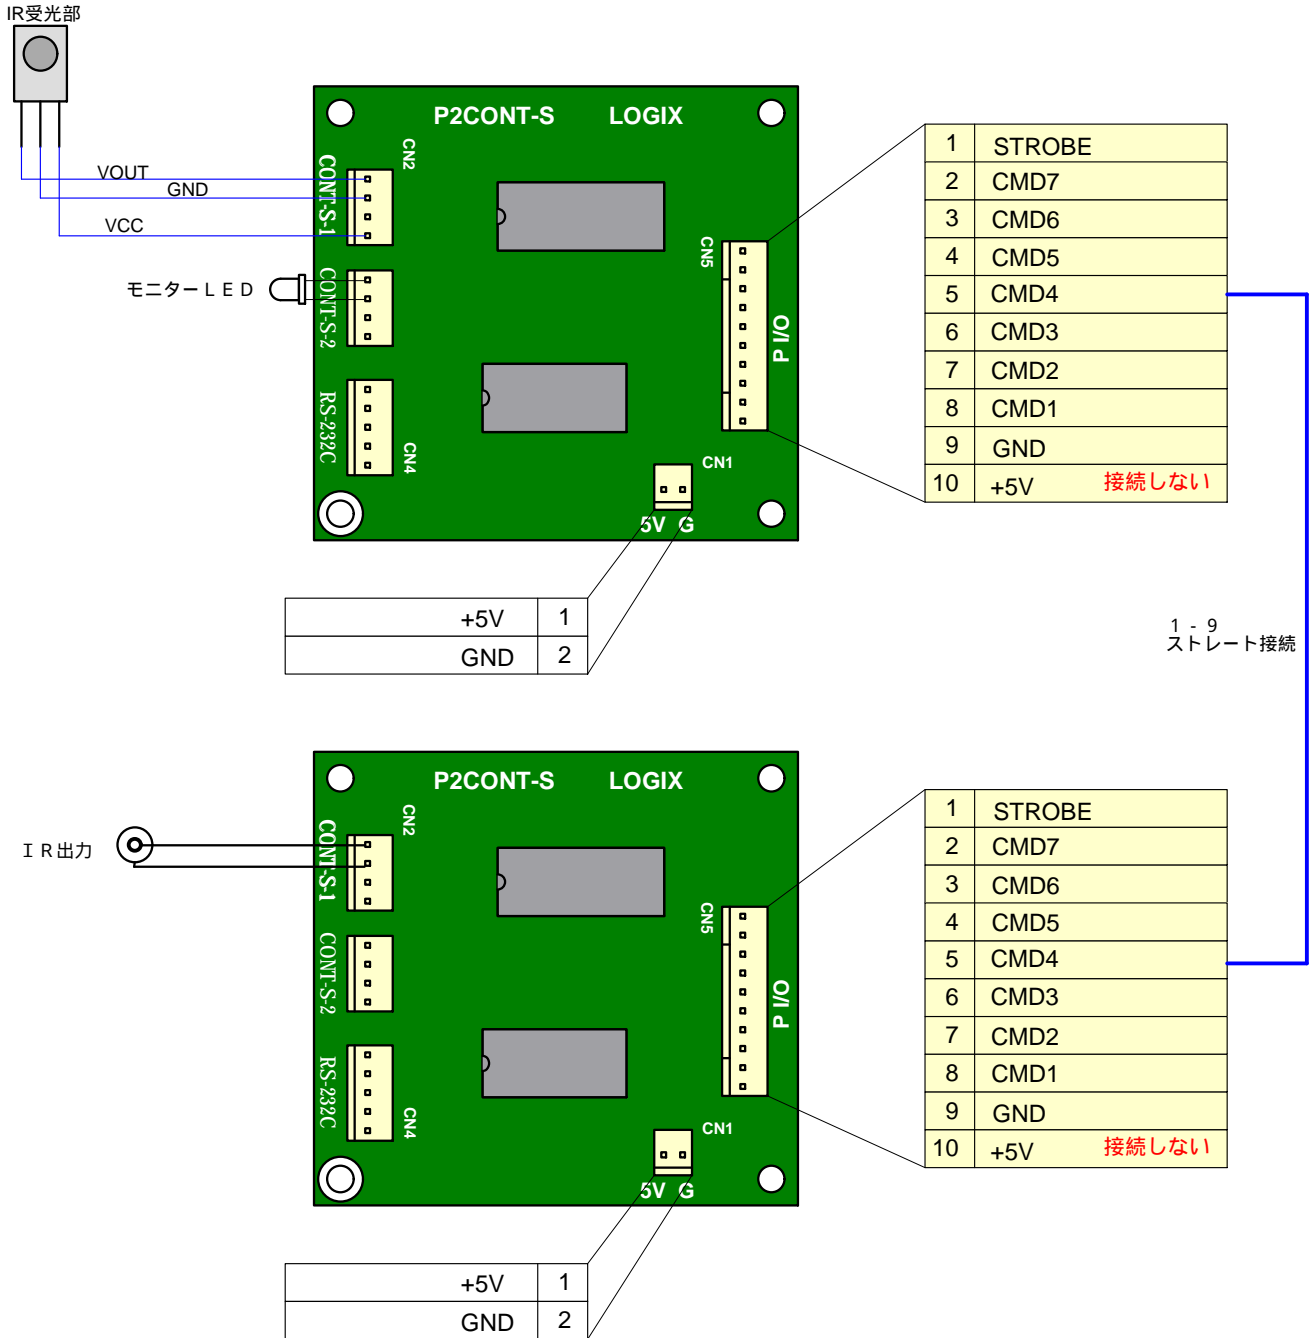 IR受光部
P2CONT-S LOGIX
VOUT
GND
VCC
CONT-S-1
CN2
モニターＬＥＤ
CONT-S-2
RS-232C
CN4
CN5
P I/O
CN1
5V G
1 STROBE
2 CMD7
3 CMD6
4 CMD5
5 CMD4
6 CMD3
7 CMD2
8 CMD1
9 GND
10 +5V 接続しない
+5V 1
GND 2
１-９
ストレート接続
P2CONT-S LOGIX
ＩＲ出力
CONT-S-1
CN2
CONT-S-2
RS-232C
CN4
CN5
P I/O
CN1
5V G
1 STROBE
2 CMD7
3 CMD6
4 CMD5
5 CMD4
6 CMD3
7 CMD2
8 CMD1
9 GND
10 +5V 接続しない
+5V 1
GND 2